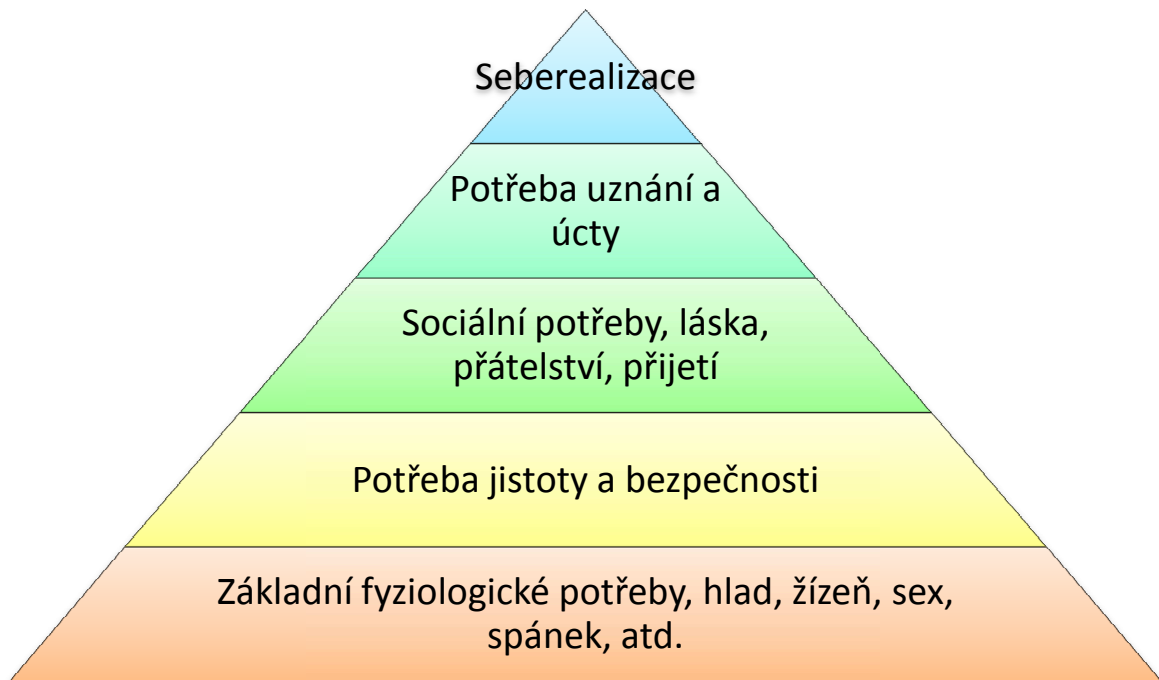 Seberealizace
Potřeba uznání a
úcty
Sociální potřeby, láska,
přátelství, přijetí
Potřeba jistoty a bezpečnosti
Základní fyziologické potřeby, hlad, žízeň, sex,
spánek, atd.